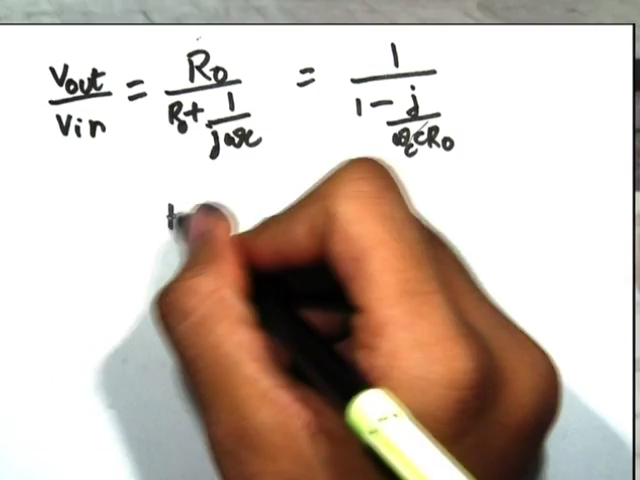 Vout/Vin = R0/(R0 + 1/jωc) = 1/(1 - j/(ωcR0))